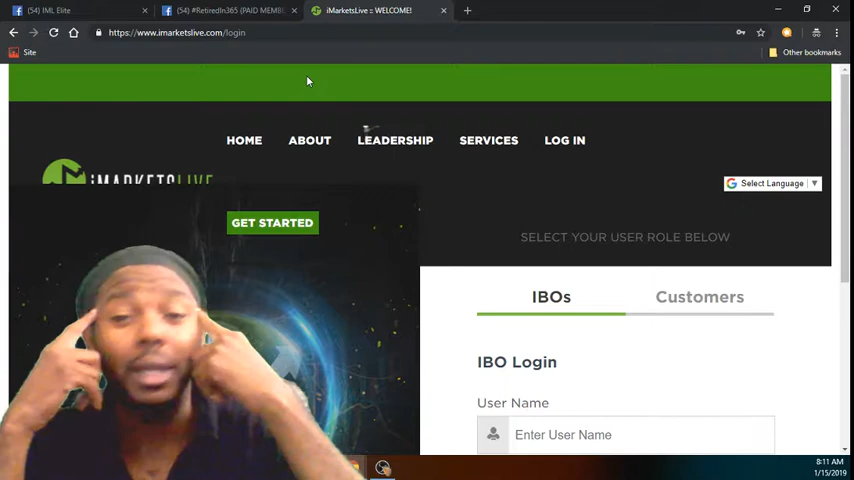 (54) IML Elite
(54) #RetiredIn365 (PAID MEMBE
iMarketsLive :: WELCOME!
https://www.imarketslive.com/login
Site
Other bookmarks
HOME
ABOUT
LEADERSHIP
SERVICES
LOG IN
iMARKETSLIVE
Select Language
GET STARTED
SELECT YOUR USER ROLE BELOW
IBOs
Customers
IBO Login
User Name
Enter User Name
8:11 AM
1/15/2019